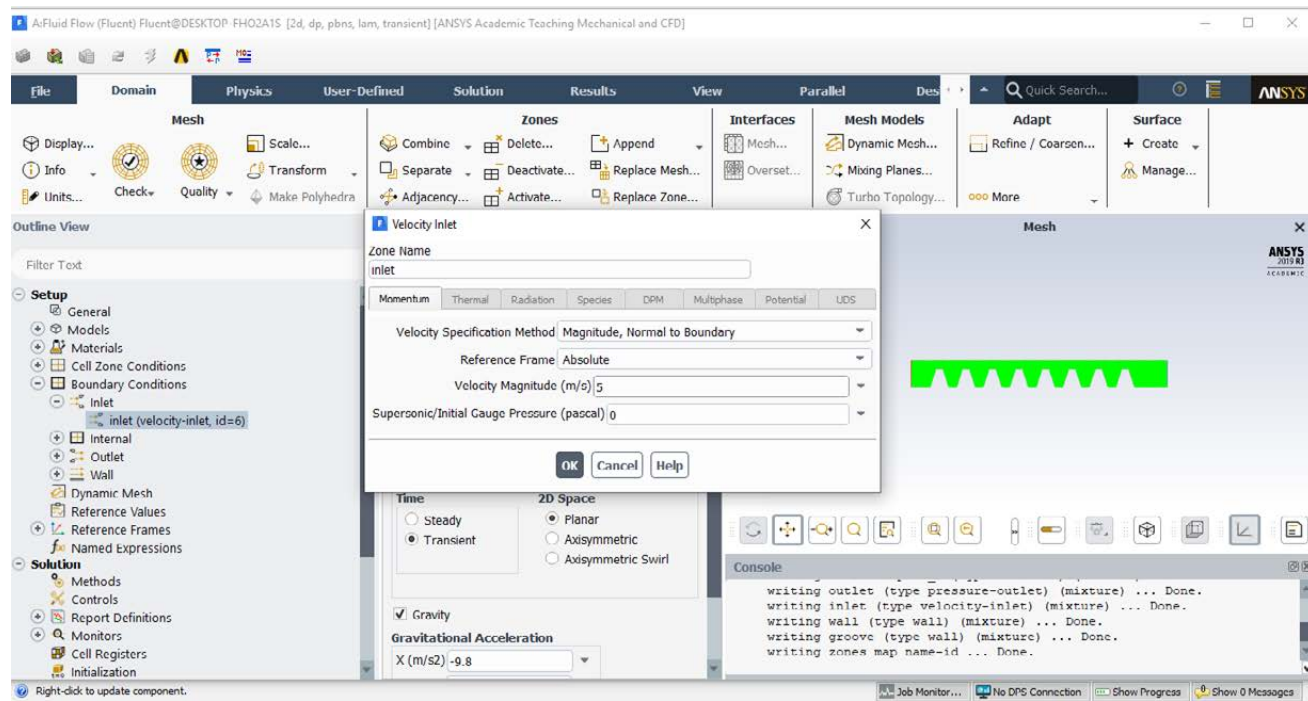 A:Fluid Flow (Fluent) Fluent@DESKTOP-FHO2A1S [2d, dp, pbns, lam, transient] [ANSYS Academic Teaching Mechanical and CFD]
File Domain Physics User-Defined Solution Results View Parallel Des Quick Search... ANSYS
Mesh Zones Interfaces Mesh Models Adapt Surface
Display... Scale... Combine Delete... Append Mesh... Dynamic Mesh... Refine / Coarsen... Create
Info Transform Separate Deactivate... Replace Mesh... Overset... Mixing Planes... Manage...
Units... Check Quality Make Polyhedra Adjacency... Activate... Replace Zone... Turbo Topology... More
Outline View
Filter Text
Setup
General
Models
Materials
Cell Zone Conditions
Boundary Conditions
Inlet
inlet (velocity-inlet, id=6)
Internal
Outlet
Wall
Dynamic Mesh
Reference Values
Reference Frames
Named Expressions
Solution
Methods
Controls
Report Definitions
Monitors
Cell Registers
Initialization
Velocity Inlet
Zone Name
inlet
Momentum Thermal Radiation Species DPM Multiphase Potential UDS
Velocity Specification Method Magnitude, Normal to Boundary
Reference Frame Absolute
Velocity Magnitude (m/s) 5
Supersonic/Initial Gauge Pressure (pascal) 0
OK Cancel Help
Time 2D Space
Steady Planar
Transient Axisymmetric
Axisymmetric Swirl
Gravity
Gravitational Acceleration
X (m/s2) -9.8
Mesh
ANSYS
2019 R3
ACADEMIC
Console
writing outlet (type pressure-outlet) (mixture) ... Done.
writing inlet (type velocity-inlet) (mixture) ... Done.
writing wall (type wall) (mixture) ... Done.
writing groove (type wall) (mixture) ... Done.
writing zones map name-id ... Done.
Right-click to update component. Job Monitor... No DPS Connection Show Progress Show 0 Messages